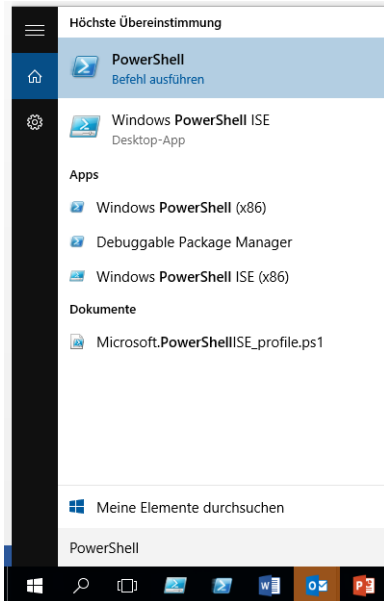 Höchste Übereinstimmung
PowerShell
Befehl ausführen
Windows PowerShell ISE
Desktop-App
Apps
Windows PowerShell (x86)
Debuggable Package Manager
Windows PowerShell ISE (x86)
Dokumente
Microsoft.PowerShellISE_profile.ps1
Meine Elemente durchsuchen
PowerShell